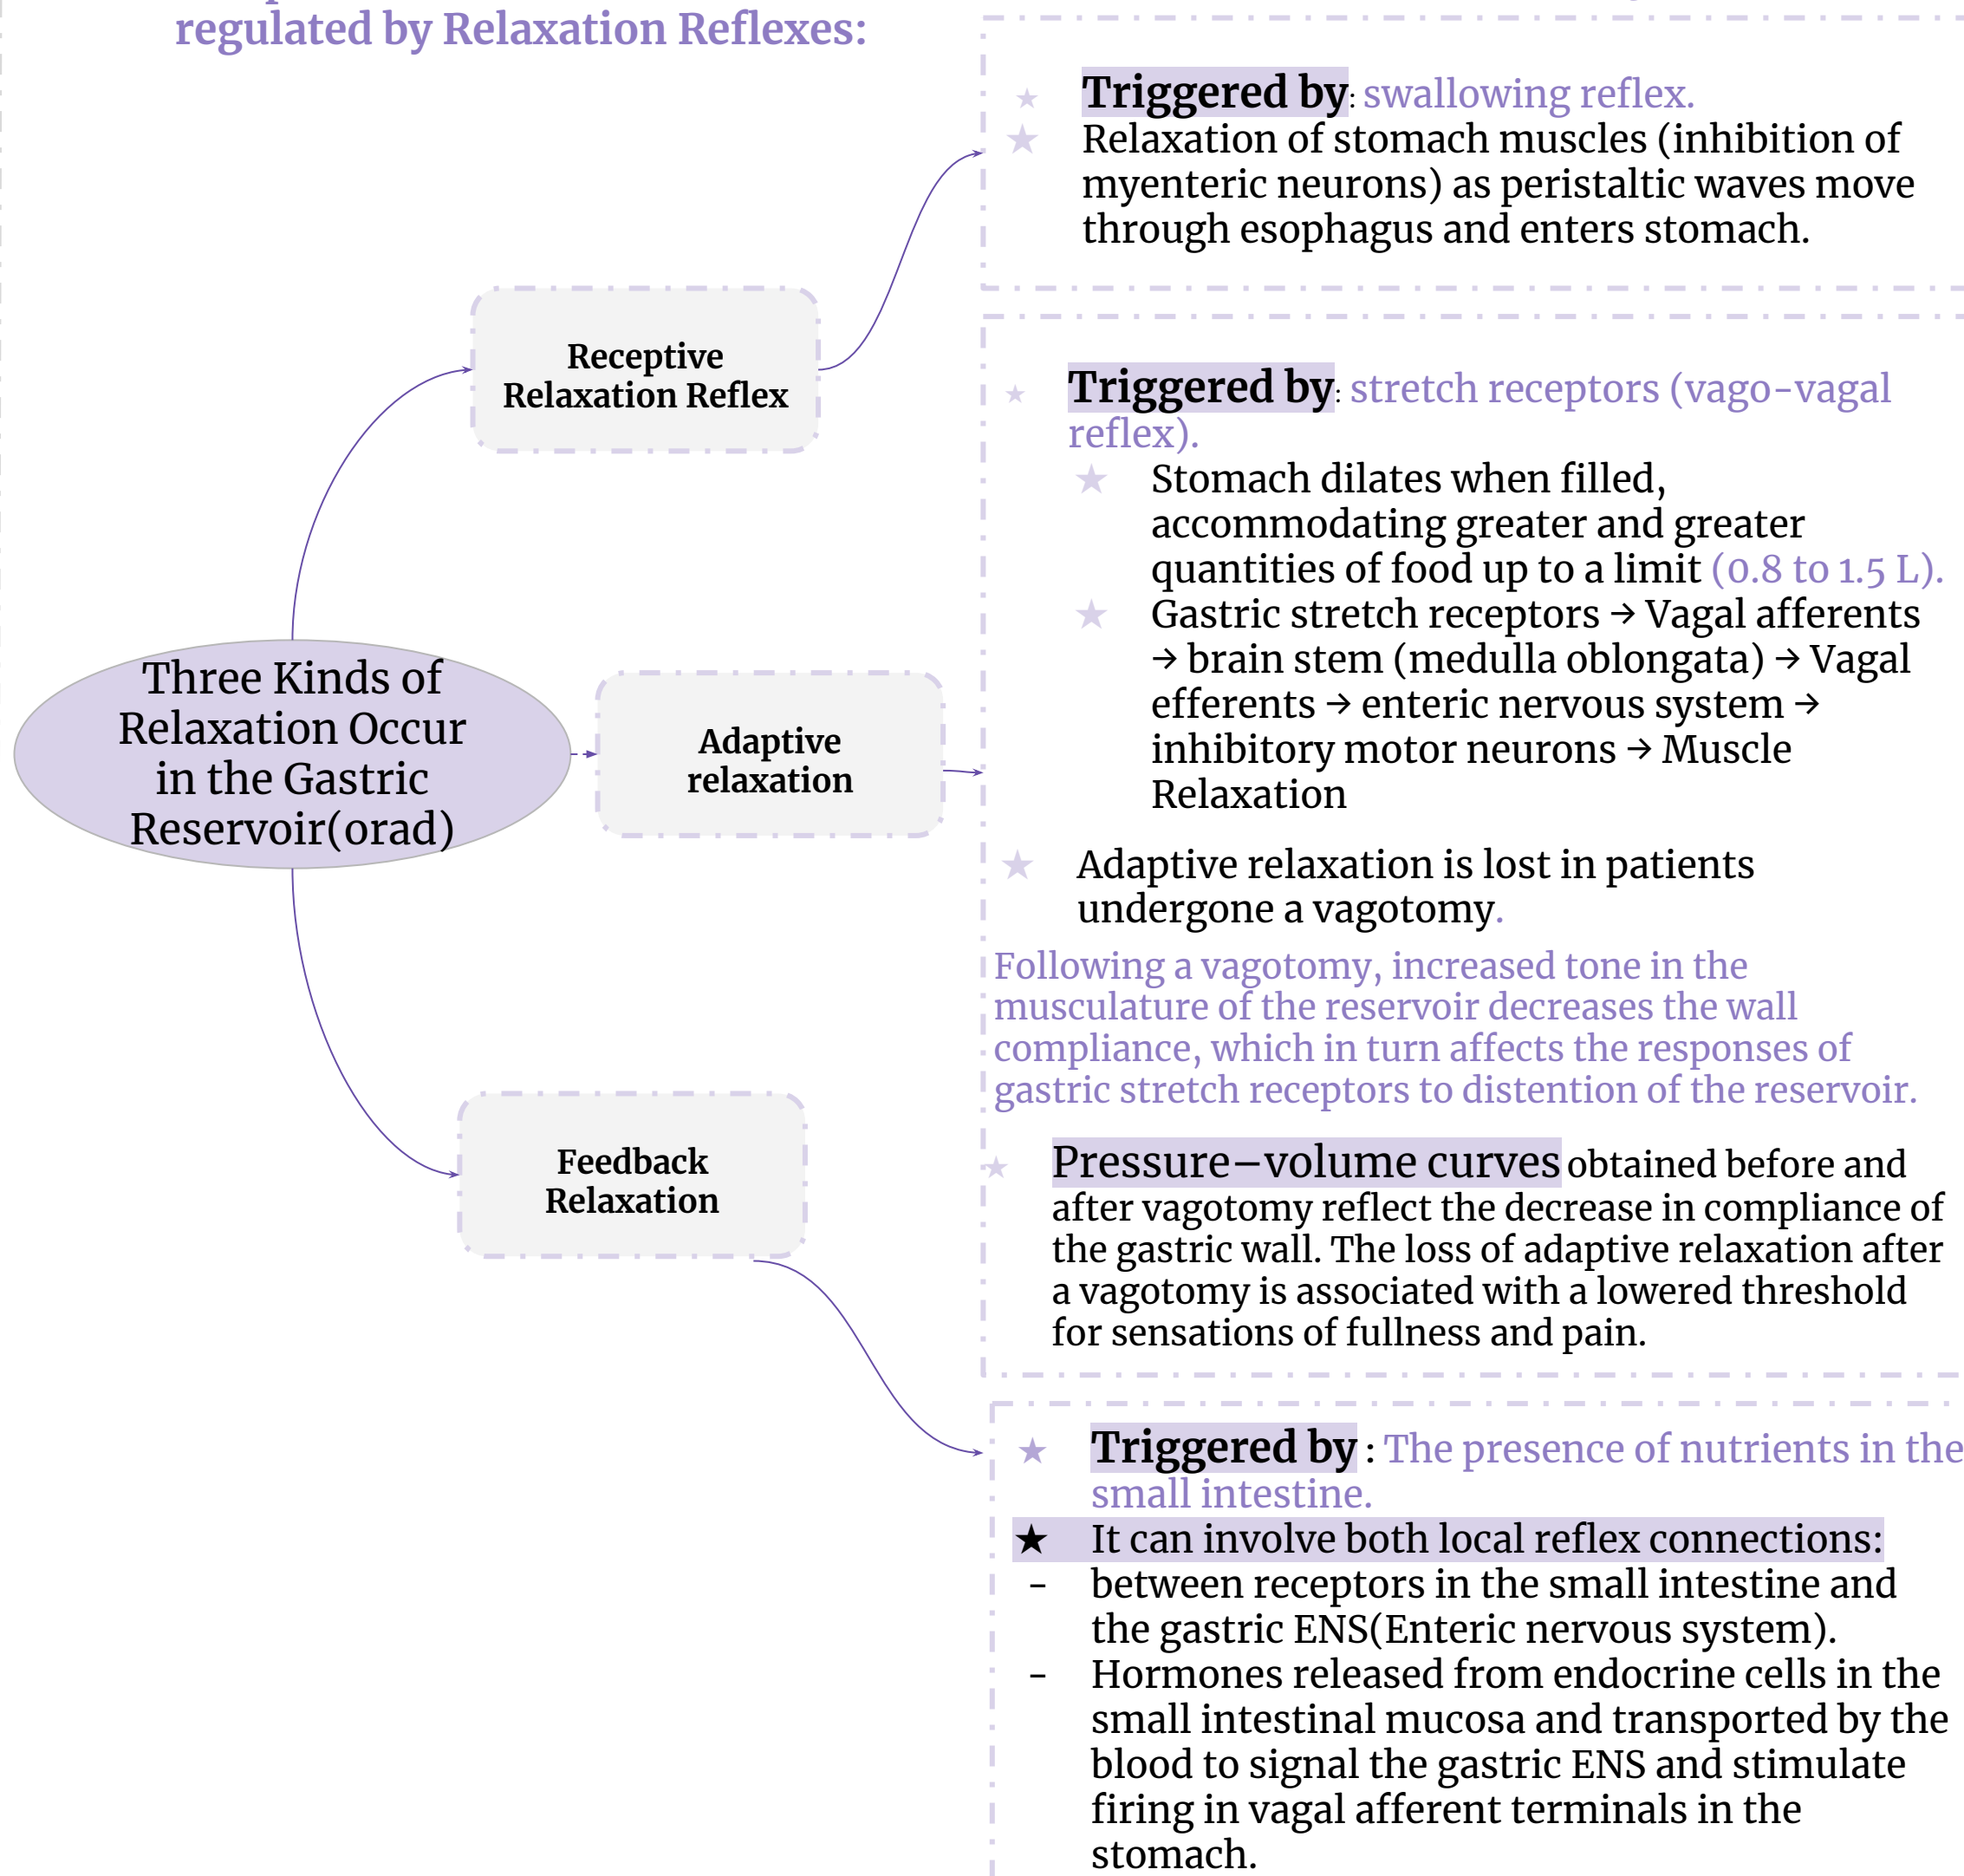 regulated by Relaxation Reflexes:
Triggered by: swallowing reflex.
Relaxation of stomach muscles (inhibition of
myenteric neurons) as peristaltic waves move
through esophagus and enters stomach.
Receptive
Relaxation Reflex
Triggered by: stretch receptors (vago-vagal
reflex).
Stomach dilates when filled,
accommodating greater and greater
quantities of food up to a limit (0.8 to 1.5 L).
Gastric stretch receptors → Vagal afferents
→ brain stem (medulla oblongata) → Vagal
efferents → enteric nervous system →
inhibitory motor neurons → Muscle
Relaxation
Three Kinds of
Relaxation Occur
in the Gastric
Reservoir(orad)
Adaptive
relaxation
Adaptive relaxation is lost in patients
undergone a vagotomy.
Following a vagotomy, increased tone in the
musculature of the reservoir decreases the wall
compliance, which in turn affects the responses of
gastric stretch receptors to distention of the reservoir.
Pressure–volume curves obtained before and
after vagotomy reflect the decrease in compliance of
the gastric wall. The loss of adaptive relaxation after
a vagotomy is associated with a lowered threshold
for sensations of fullness and pain.
Feedback
Relaxation
Triggered by : The presence of nutrients in the
small intestine.
It can involve both local reflex connections:
- between receptors in the small intestine and
the gastric ENS(Enteric nervous system).
- Hormones released from endocrine cells in the
small intestinal mucosa and transported by the
blood to signal the gastric ENS and stimulate
firing in vagal afferent terminals in the
stomach.